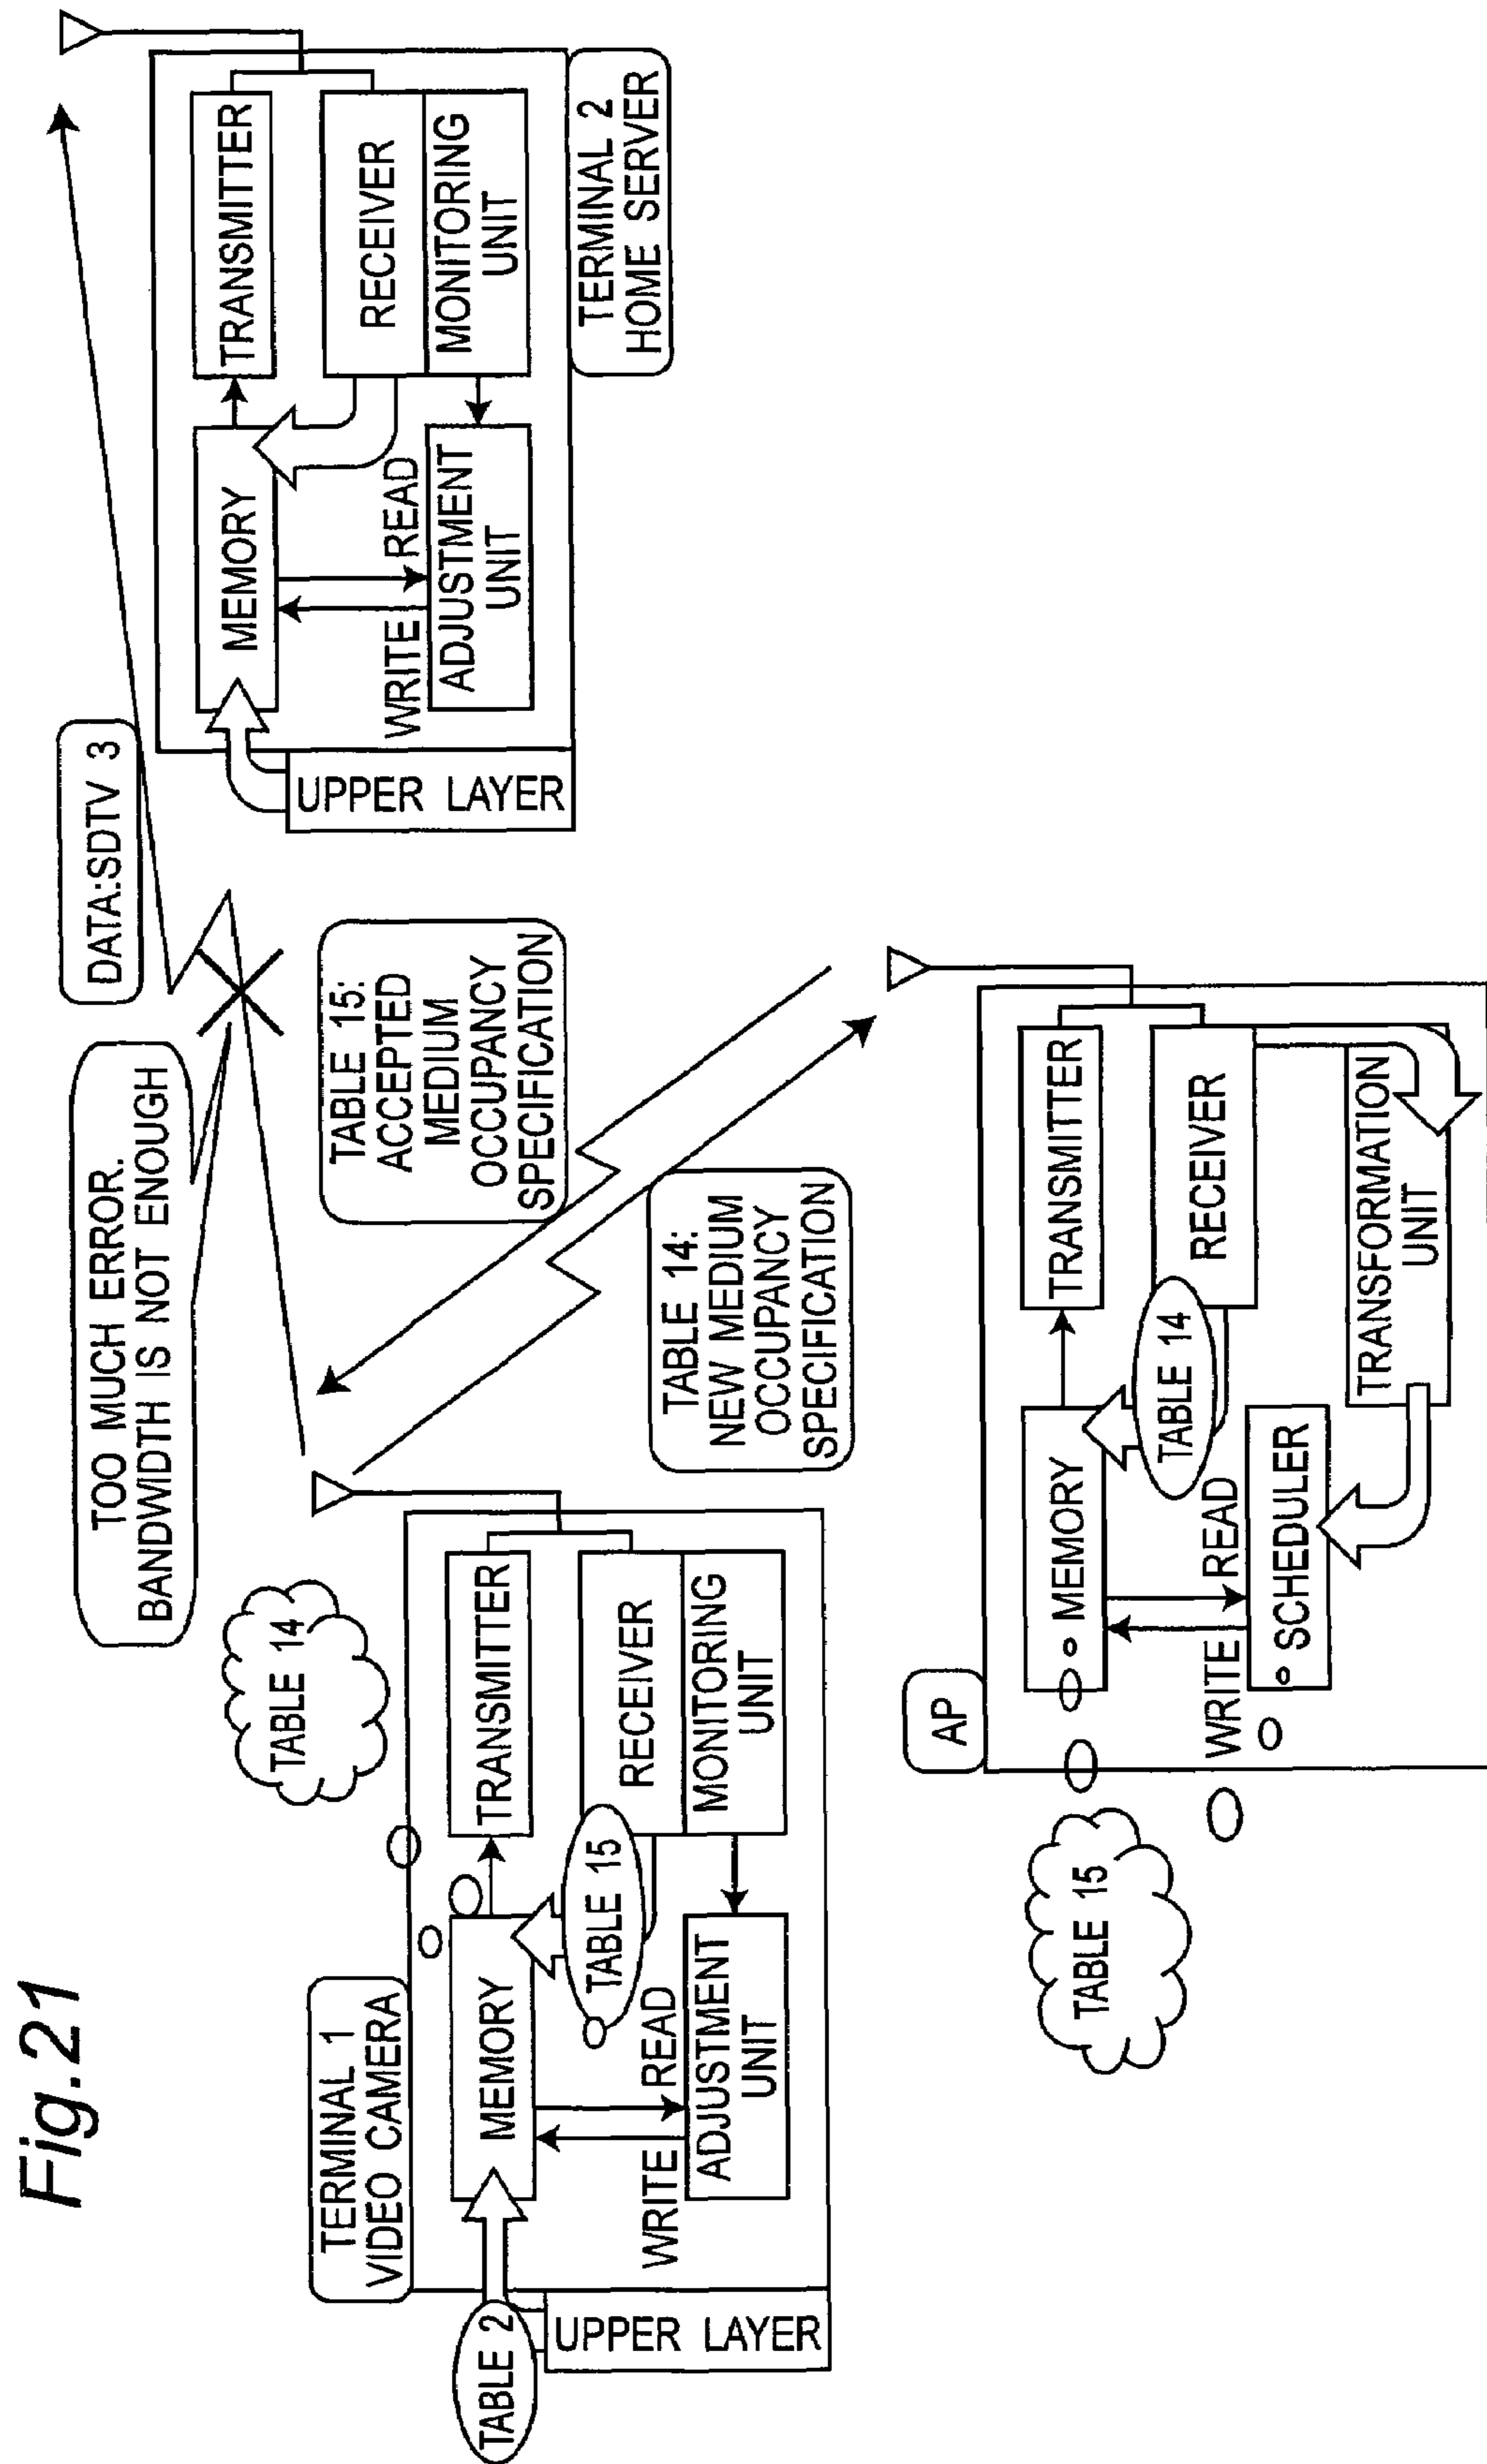 Fig.21
TOO MUCH ERROR.
BANDWIDTH IS NOT ENOUGH
DATA:SDTV 3
TABLE 14
TERMINAL 1
VIDEO CAMERA
TABLE 2
UPPER LAYER
MEMORY
TRANSMITTER
TABLE 15
RECEIVER
WRITE
READ
ADJUSTMENT
UNIT
MONITORING
UNIT
TABLE 15:
ACCEPTED
MEDIUM
OCCUPANCY
SPECIFICATION
TABLE 14:
NEW MEDIUM
OCCUPANCY
SPECIFICATION
UPPER LAYER
MEMORY
TRANSMITTER
RECEIVER
WRITE
READ
ADJUSTMENT
UNIT
MONITORING
UNIT
TERMINAL 2
HOME SERVER
AP
TABLE 15
MEMORY
TRANSMITTER
TABLE 14
RECEIVER
WRITE
READ
SCHEDULER
TRANSFORMATION
UNIT